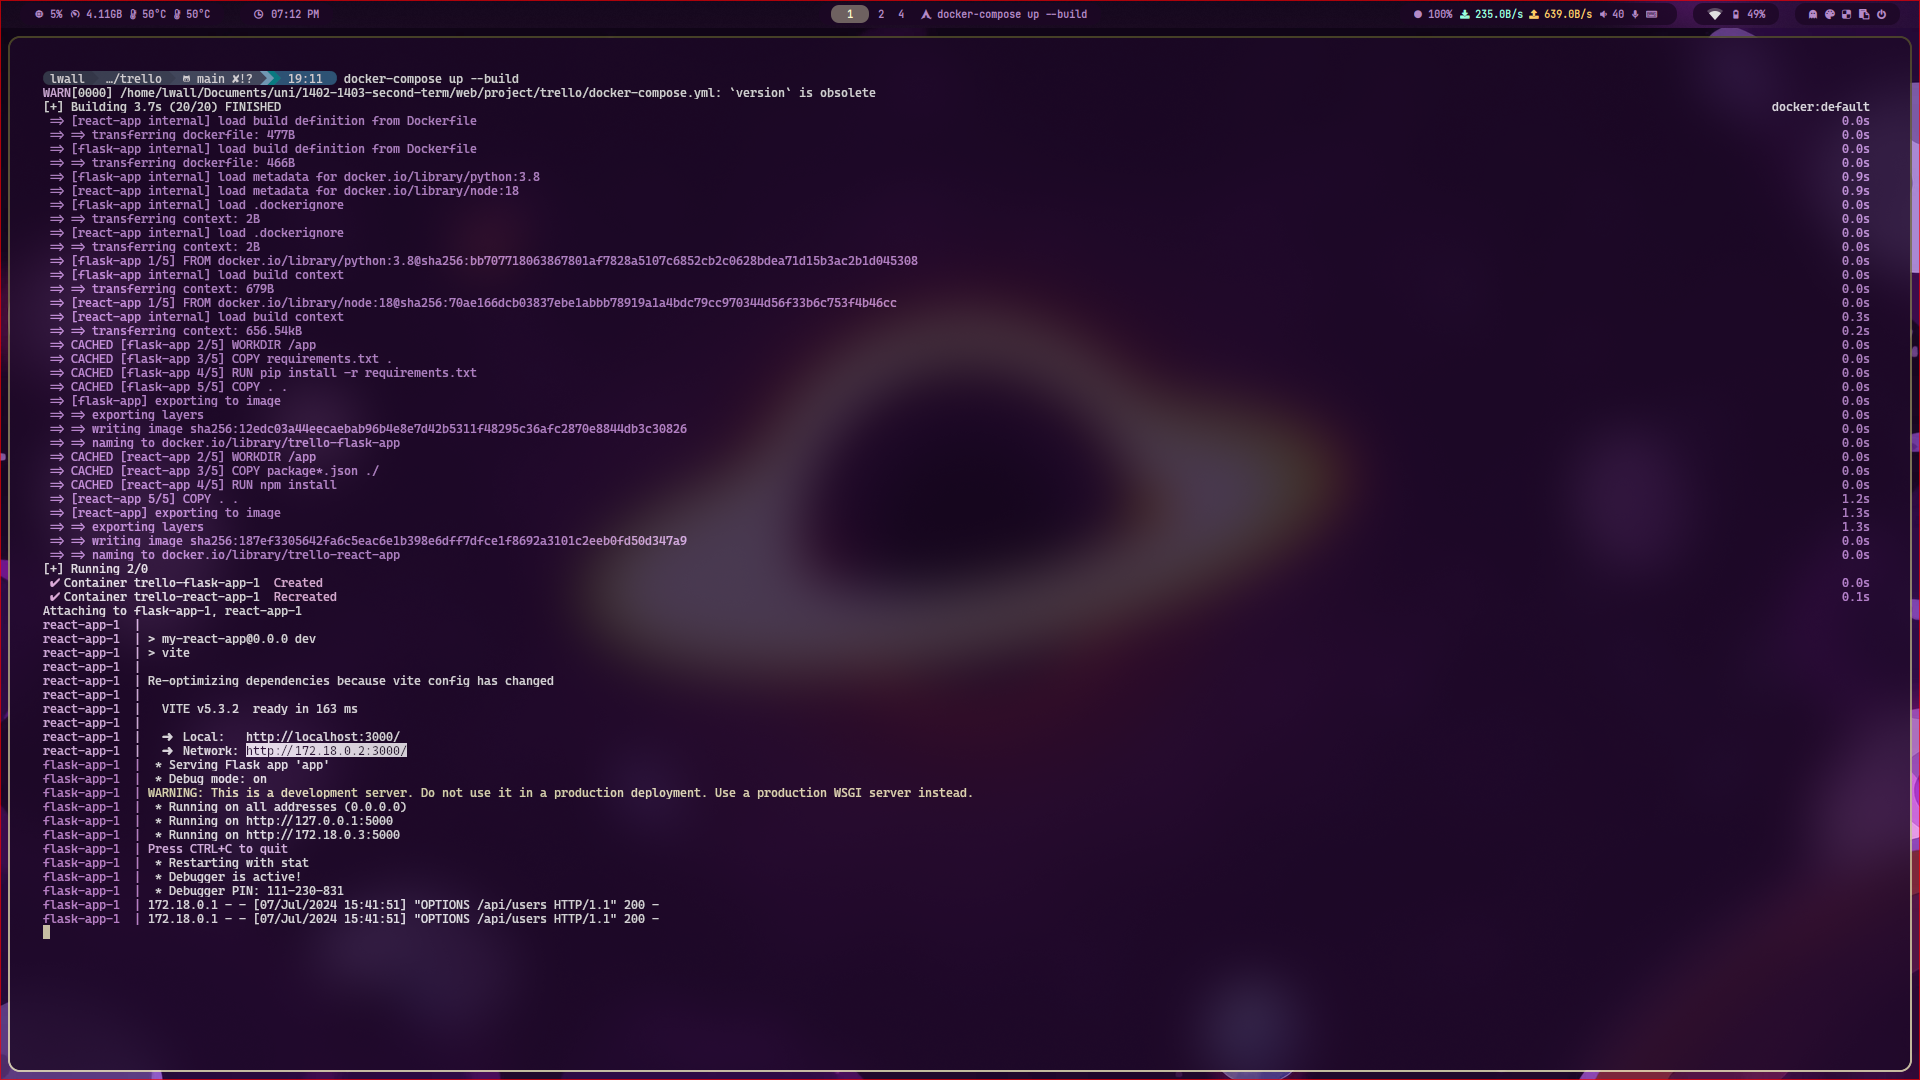 5% 4.11GB 50°C 50°C 07:12 PM 1 2 4 docker-compose up --build 100% 235.0B/s 639.0B/s 40 49%
lwall …/trello main ✘!? 19:11 docker-compose up --build
WARN[0000] /home/lwall/Documents/uni/1402-1403-second-term/web/project/trello/docker-compose.yml: `version` is obsolete
[+] Building 3.7s (20/20) FINISHED docker:default
=> [react-app internal] load build definition from Dockerfile 0.0s
=> => transferring dockerfile: 477B 0.0s
=> [flask-app internal] load build definition from Dockerfile 0.0s
=> => transferring dockerfile: 466B 0.0s
=> [flask-app internal] load metadata for docker.io/library/python:3.8 0.9s
=> [react-app internal] load metadata for docker.io/library/node:18 0.9s
=> [flask-app internal] load .dockerignore 0.0s
=> => transferring context: 2B 0.0s
=> [react-app internal] load .dockerignore 0.0s
=> => transferring context: 2B 0.0s
=> [flask-app 1/5] FROM docker.io/library/python:3.8@sha256:bb707718063867801af7828a5107c6852cb2c0628bdea71d15b3ac2b1d045308 0.0s
=> [flask-app internal] load build context 0.0s
=> => transferring context: 679B 0.0s
=> [react-app 1/5] FROM docker.io/library/node:18@sha256:70ae166dcb03837ebe1abbb78919a1a4bdc79cc970344d56f33b6c753f4b46cc 0.0s
=> [react-app internal] load build context 0.3s
=> => transferring context: 656.54kB 0.2s
=> CACHED [flask-app 2/5] WORKDIR /app 0.0s
=> CACHED [flask-app 3/5] COPY requirements.txt . 0.0s
=> CACHED [flask-app 4/5] RUN pip install -r requirements.txt 0.0s
=> CACHED [flask-app 5/5] COPY . . 0.0s
=> [flask-app] exporting to image 0.0s
=> => exporting layers 0.0s
=> => writing image sha256:12edc03a44eecaebab96b4e8e7d42b5311f48295c36afc2870e8844db3c30826 0.0s
=> => naming to docker.io/library/trello-flask-app 0.0s
=> CACHED [react-app 2/5] WORKDIR /app 0.0s
=> CACHED [react-app 3/5] COPY package*.json ./ 0.0s
=> CACHED [react-app 4/5] RUN npm install 0.0s
=> [react-app 5/5] COPY . . 1.2s
=> [react-app] exporting to image 1.3s
=> => exporting layers 1.3s
=> => writing image sha256:187ef3305642fa6c5eac6e1b398e6dff7dfce1f8692a3101c2eeb0fd50d347a9 0.0s
=> => naming to docker.io/library/trello-react-app 0.0s
[+] Running 2/0
✔ Container trello-flask-app-1 Created 0.0s
✔ Container trello-react-app-1 Recreated 0.1s
Attaching to flask-app-1, react-app-1
react-app-1 |
react-app-1 | > my-react-app@0.0.0 dev
react-app-1 | > vite
react-app-1 |
react-app-1 | Re-optimizing dependencies because vite config has changed
react-app-1 |
react-app-1 | VITE v5.3.2 ready in 163 ms
react-app-1 |
react-app-1 | ➜ Local: http://localhost:3000/
react-app-1 | ➜ Network: http://172.18.0.2:3000/
flask-app-1 | * Serving Flask app 'app'
flask-app-1 | * Debug mode: on
flask-app-1 | WARNING: This is a development server. Do not use it in a production deployment. Use a production WSGI server instead.
flask-app-1 | * Running on all addresses (0.0.0.0)
flask-app-1 | * Running on http://127.0.0.1:5000
flask-app-1 | * Running on http://172.18.0.3:5000
flask-app-1 | Press CTRL+C to quit
flask-app-1 | * Restarting with stat
flask-app-1 | * Debugger is active!
flask-app-1 | * Debugger PIN: 111-230-831
flask-app-1 | 172.18.0.1 - - [07/Jul/2024 15:41:51] "OPTIONS /api/users HTTP/1.1" 200 -
flask-app-1 | 172.18.0.1 - - [07/Jul/2024 15:41:51] "OPTIONS /api/users HTTP/1.1" 200 -